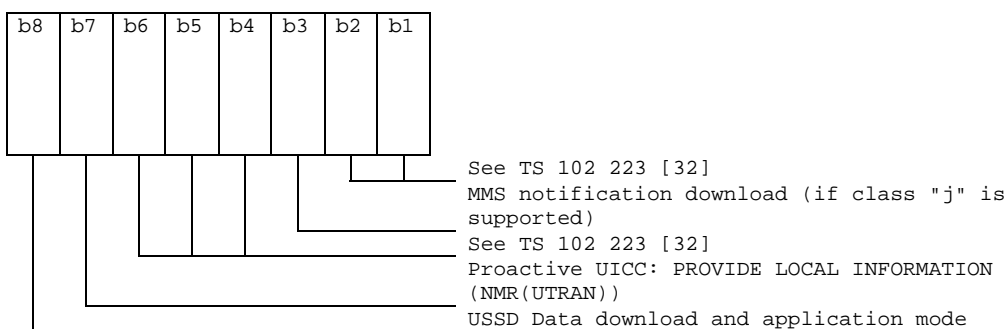 b8 b7 b6 b5 b4 b3 b2 b1
See TS 102 223 [32]
MMS notification download (if class "j" is
supported)
See TS 102 223 [32]
Proactive UICC: PROVIDE LOCAL INFORMATION
(NMR(UTRAN))
USSD Data download and application mode